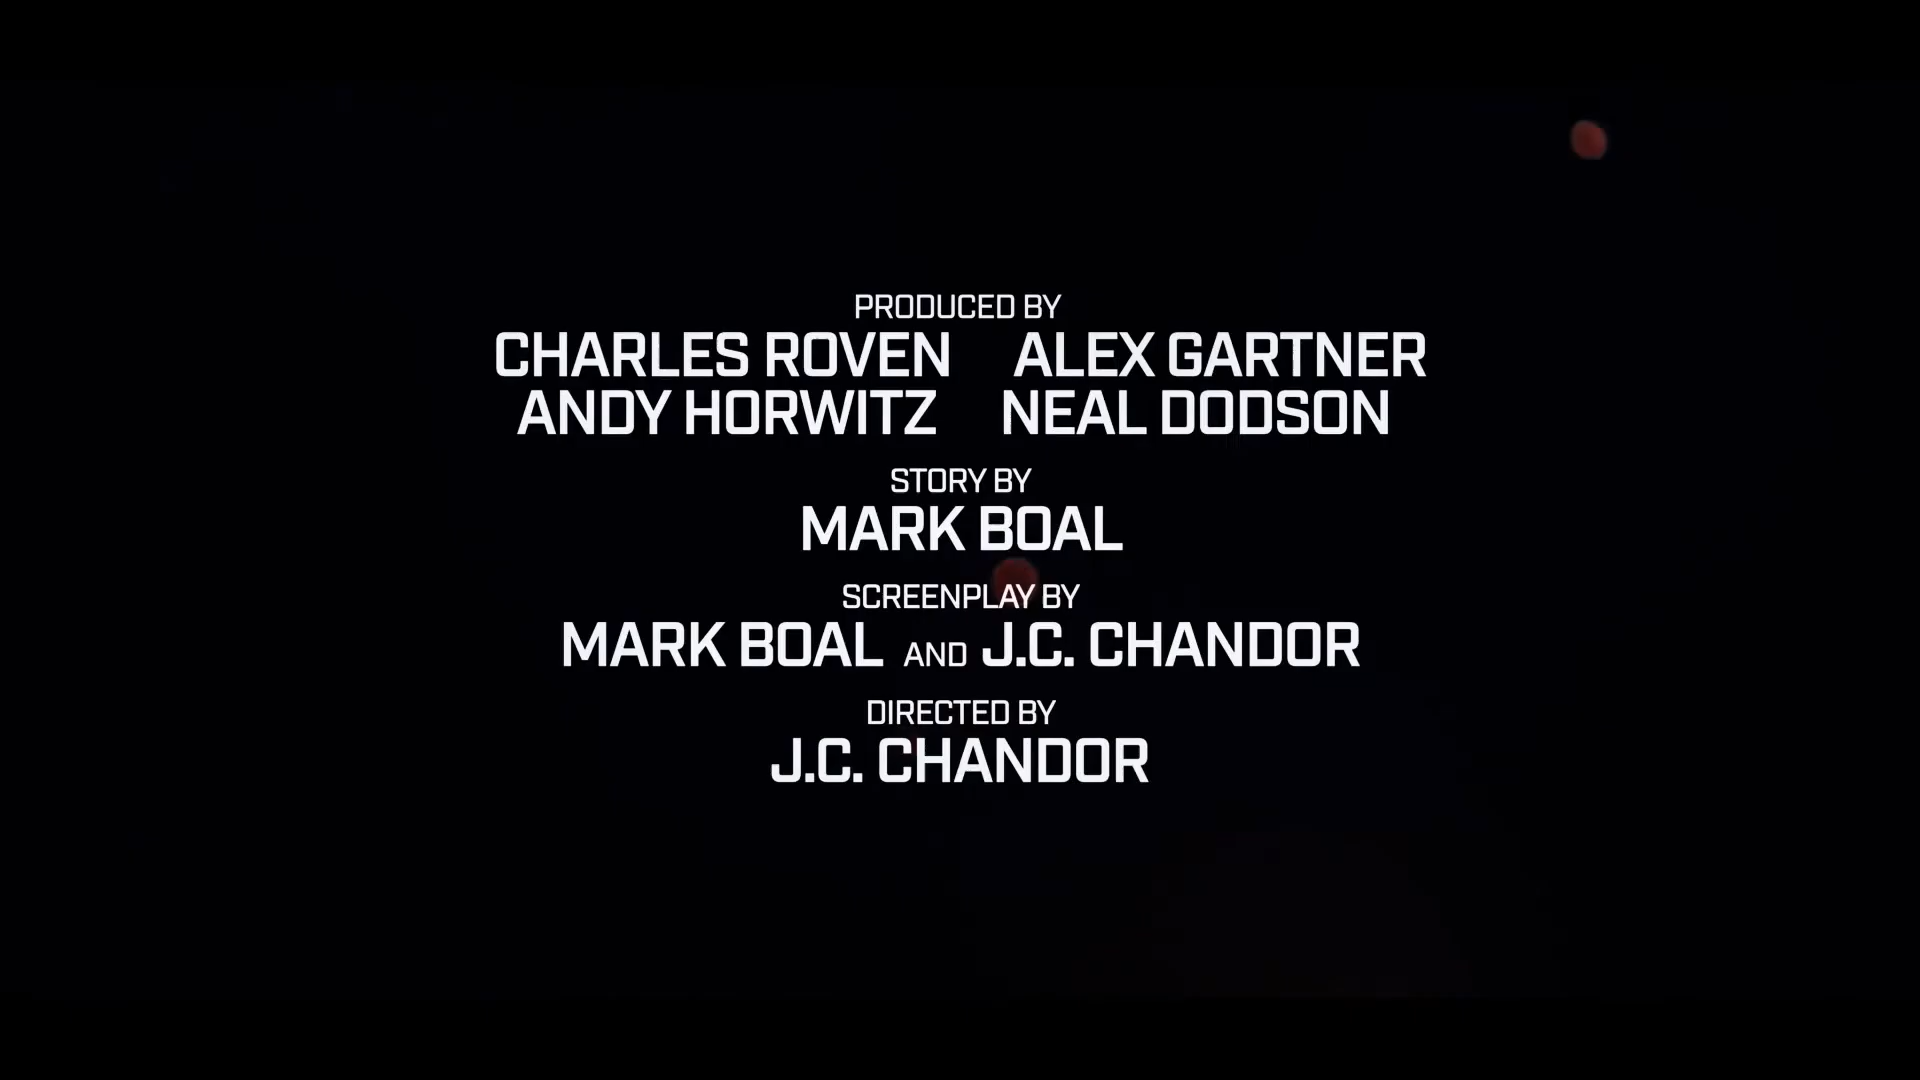 PRODUCED BY
CHARLES ROVEN ALEX GARTNER
ANDY HORWITZ NEAL DODSON
STORY BY
MARK BOAL
SCREENPLAY BY
MARK BOAL AND J.C. CHANDOR
DIRECTED BY
J.C. CHANDOR